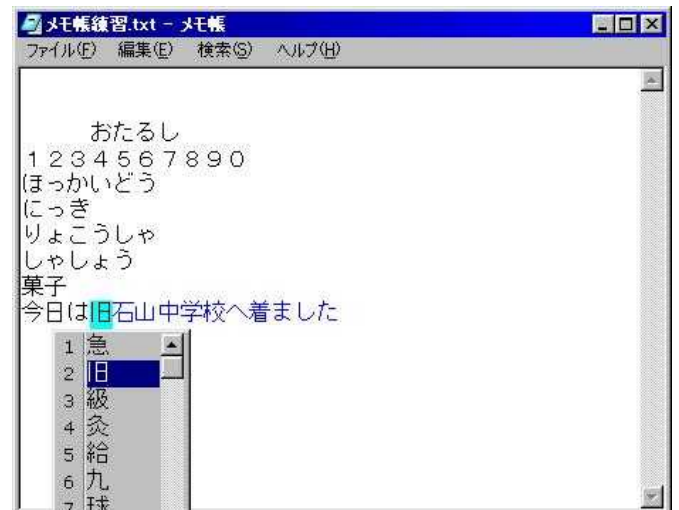 メモ帳練習.txt - メモ帳
ファイル(F) 編集(E) 検索(S) ヘルプ(H)
おたるし
1234567890
ほっかいどう
にっき
りょこうしゃ
しゃしょう
菓子
今日は旧石山中学校へ着ました
1 急
2 旧
3 級
4 灸
5 給
6 九
7 球